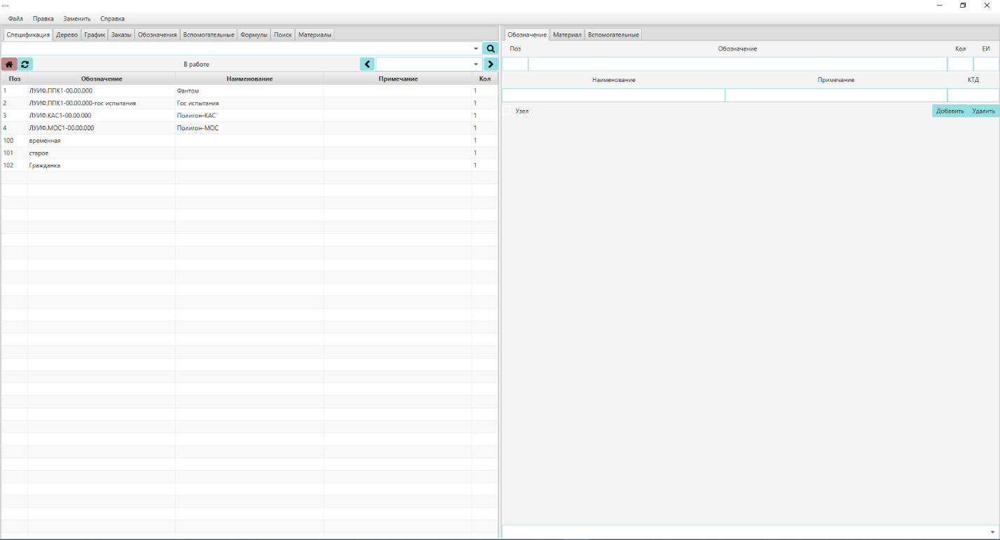 Файл Правка Заменить Справка
Спецификация Дерево График Заказы Обозначения Вспомогательные Формулы Поиск Материалы
В работе
Поз Обозначение Наименование Примечание Кол
1 ЛУИФ.ППК1-00.00.000 Фантом 1
2 ЛУИФ.ППК1-00.00.000-гос испытания Гос испытания 1
3 ЛУИФ.КАС1-00.00.000 Полигон-КАС 1
4 ЛУИФ.МОС1-00.00.000 Полигон-МОС 1
100 временная 1
101 старое 1
102 Гражданка 1
Обозначение Материал Вспомогательные
Поз Обозначение Кол ЕИ
Наименование Примечание КТД
Узел Добавить Удалить